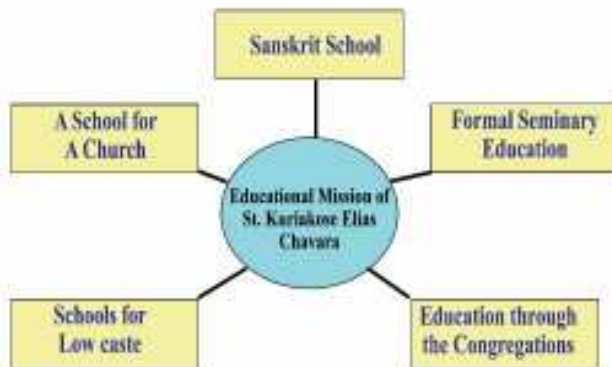 Sanskrit School
A School for
A Church
Formal Seminary
Education
Educational Mission of
St. Kuriakose Elias
Chavara
Schools for
Low caste
Education through
the Congregations